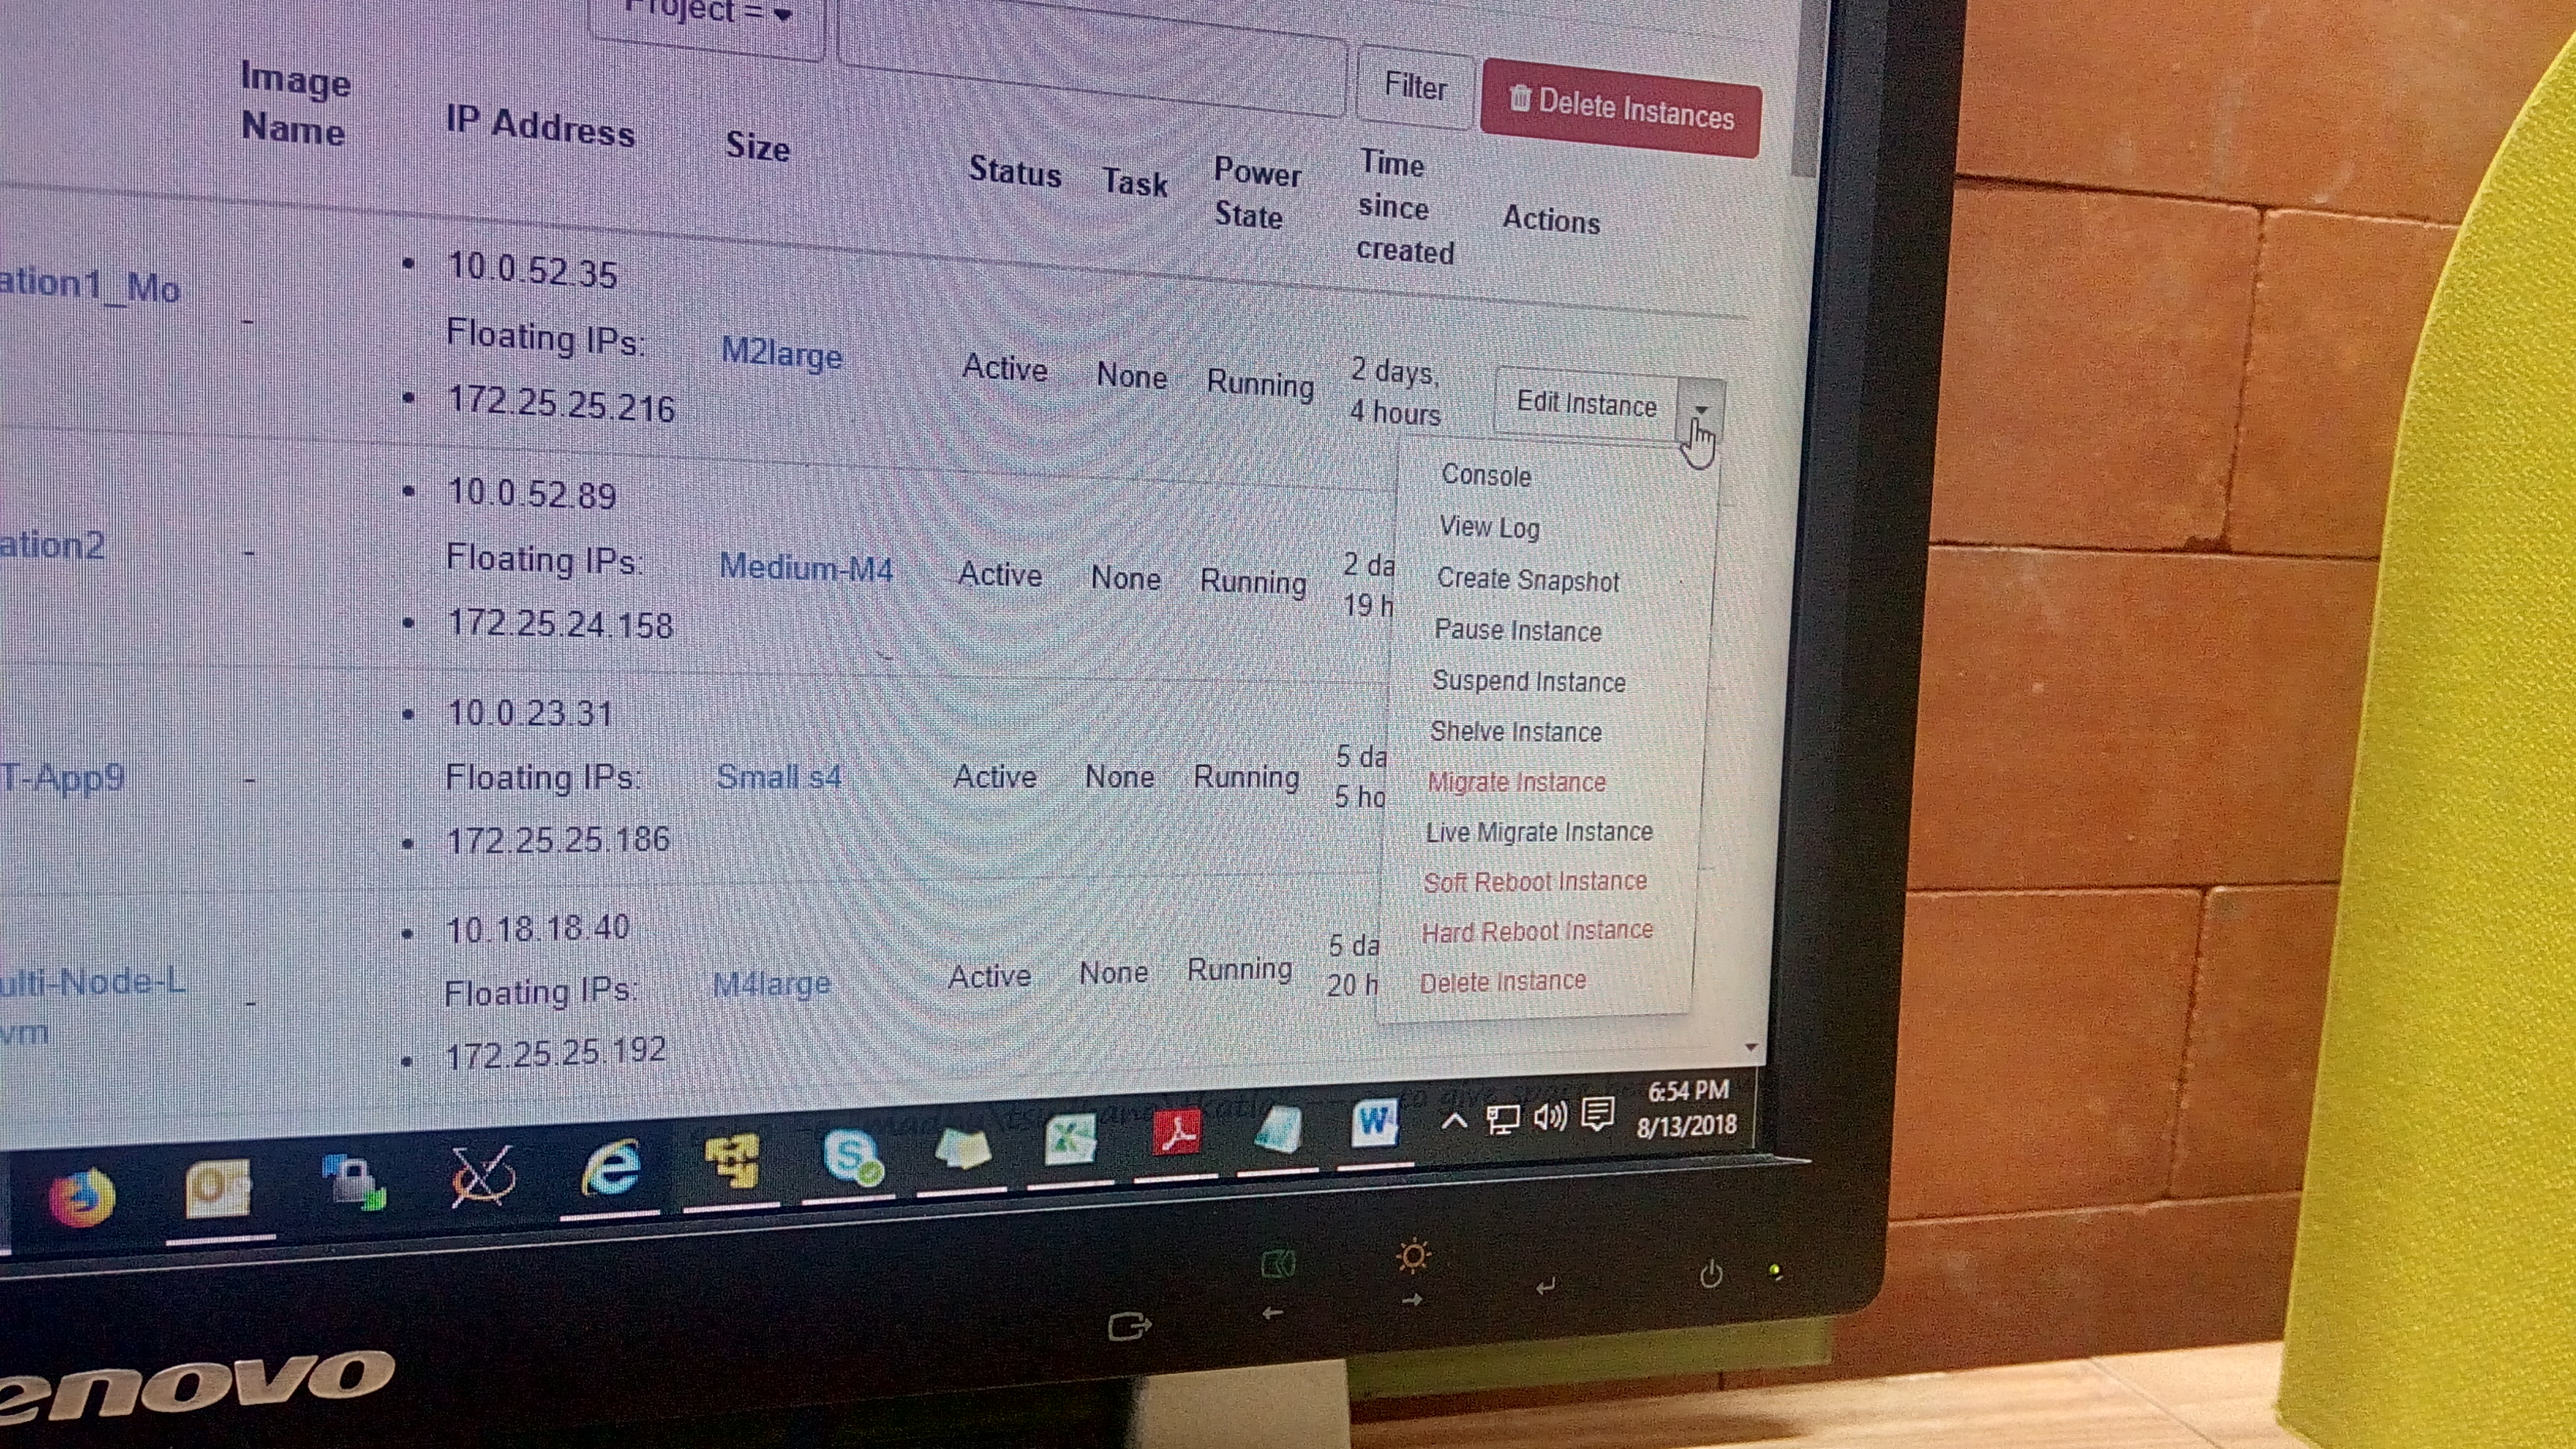 Project =
Filter
Delete Instances
Image
Name
IP Address
Size
Status
Task
Power
State
Time
since
created
Actions
ation1_Mo
-
10.0.52.35
Floating IPs:
172.25.25.216
M2large
Active
None
Running
2 days,
4 hours
Edit Instance
Console
View Log
Create Snapshot
Pause Instance
Suspend Instance
Shelve Instance
Migrate Instance
Live Migrate Instance
Soft Reboot Instance
Hard Reboot Instance
Delete Instance
ation2
-
10.0.52.89
Floating IPs:
172.25.24.158
Medium-M4
Active
None
Running
2 da
19 h
T-App9
-
10.0.23.31
Floating IPs:
172.25.25.186
Small s4
Active
None
Running
5 da
5 ho
ulti-Node-L
vm
-
10.18.18.40
Floating IPs:
172.25.25.192
M4large
Active
None
Running
5 da
20 h
6:54 PM
8/13/2018
enovo